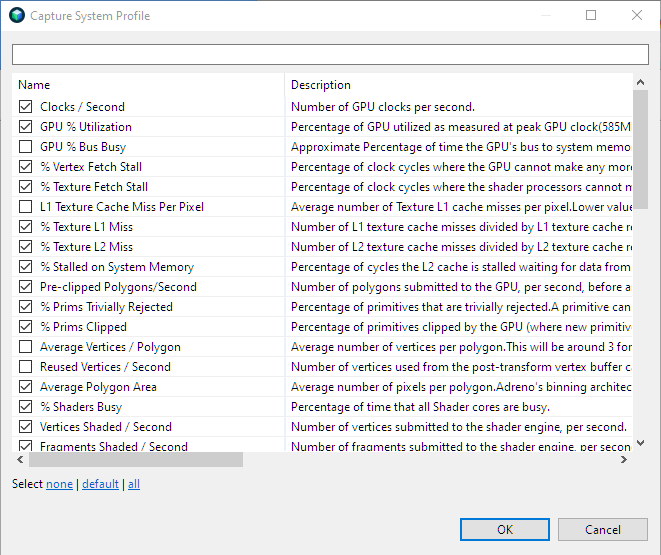 Capture System Profile
Name Description
Clocks / Second Number of GPU clocks per second.
GPU % Utilization Percentage of GPU utilized as measured at peak GPU clock(585M
GPU % Bus Busy Approximate Percentage of time the GPU's bus to system memo
% Vertex Fetch Stall Percentage of clock cycles where the GPU cannot make any more
% Texture Fetch Stall Percentage of clock cycles where the shader processors cannot m
L1 Texture Cache Miss Per Pixel Average number of Texture L1 cache misses per pixel.Lower value
% Texture L1 Miss Number of L1 texture cache misses divided by L1 texture cache re
% Texture L2 Miss Number of L2 texture cache misses divided by L2 texture cache re
% Stalled on System Memory Percentage of cycles the L2 cache is stalled waiting for data from
Pre-clipped Polygons/Second Number of polygons submitted to the GPU, per second, before a
% Prims Trivially Rejected Percentage of primitives that are trivially rejected.A primitive can
% Prims Clipped Percentage of primitives clipped by the GPU (where new primitiv
Average Vertices / Polygon Average number of vertices per polygon.This will be around 3 for
Reused Vertices / Second Number of vertices used from the post-transform vertex buffer ca
Average Polygon Area Average number of pixels per polygon.Adreno's binning architec
% Shaders Busy Percentage of time that all Shader cores are busy.
Vertices Shaded / Second Number of vertices submitted to the shader engine, per second.
Fragments Shaded / Second Number of fragments submitted to the shader engine, per secon
Select none | default | all
OK Cancel